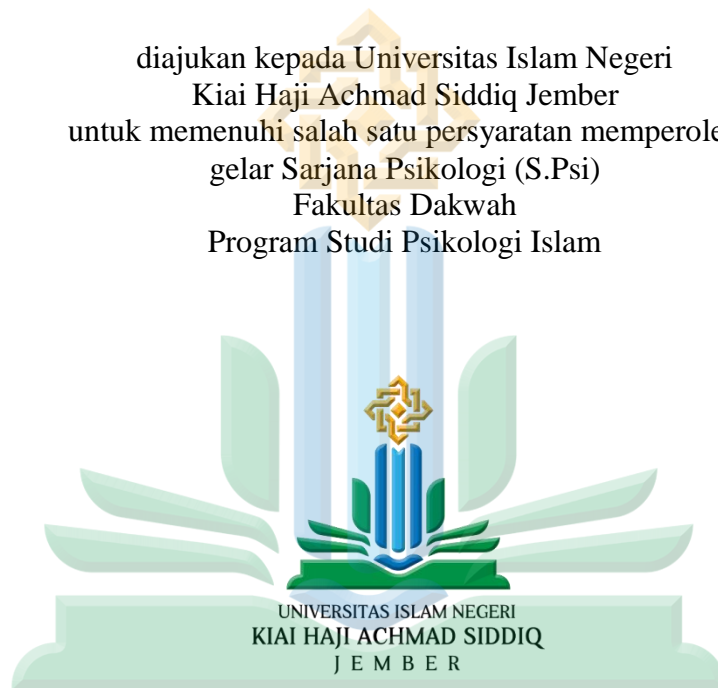 diajukan kepada Universitas Islam Negeri
Kiai Haji Achmad Siddiq Jember
untuk memenuhi salah satu persyaratan memperole
gelar Sarjana Psikologi (S.Psi)
Fakultas Dakwah
Program Studi Psikologi Islam
UNIVERSITAS ISLAM NEGERI
KIAI HAJI ACHMAD SIDDIQ
JEMBER